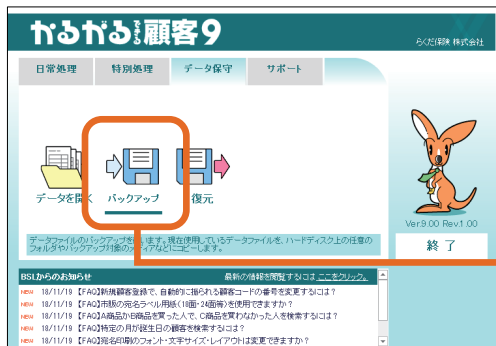 かるがるできる顧客9
らくだ保険 株式会社
日常処理 特別処理 データ保守 サポート
データを開く バックアップ 復元
Ver.9.00 Rev.1.00
データファイルのバックアップを行います。現在使用しているデータファイルを、ハードディスク上の任意の
フォルダやバックアップ対象のメディアなどにコピーします。
終了
BSLからのお知らせ 最新の情報を閲覧するにはここをクリック。
NEW 18/11/19 【FAQ】新規顧客登録で、自動的に振られる顧客コードの番号を変更するには？
NEW 18/11/19 【FAQ】市販の宛名ラベル用紙(18面・24面等)を使用できますか？
NEW 18/11/19 【FAQ】A商品かB商品を買った人で、C商品を買わなかった人を検索するには？
NEW 18/11/19 【FAQ】特定の月が誕生日の顧客を検索するには？
NEW 18/11/19 【FAQ】宛名印刷のフォント・文字サイズ・レイアウトは変更できますか？